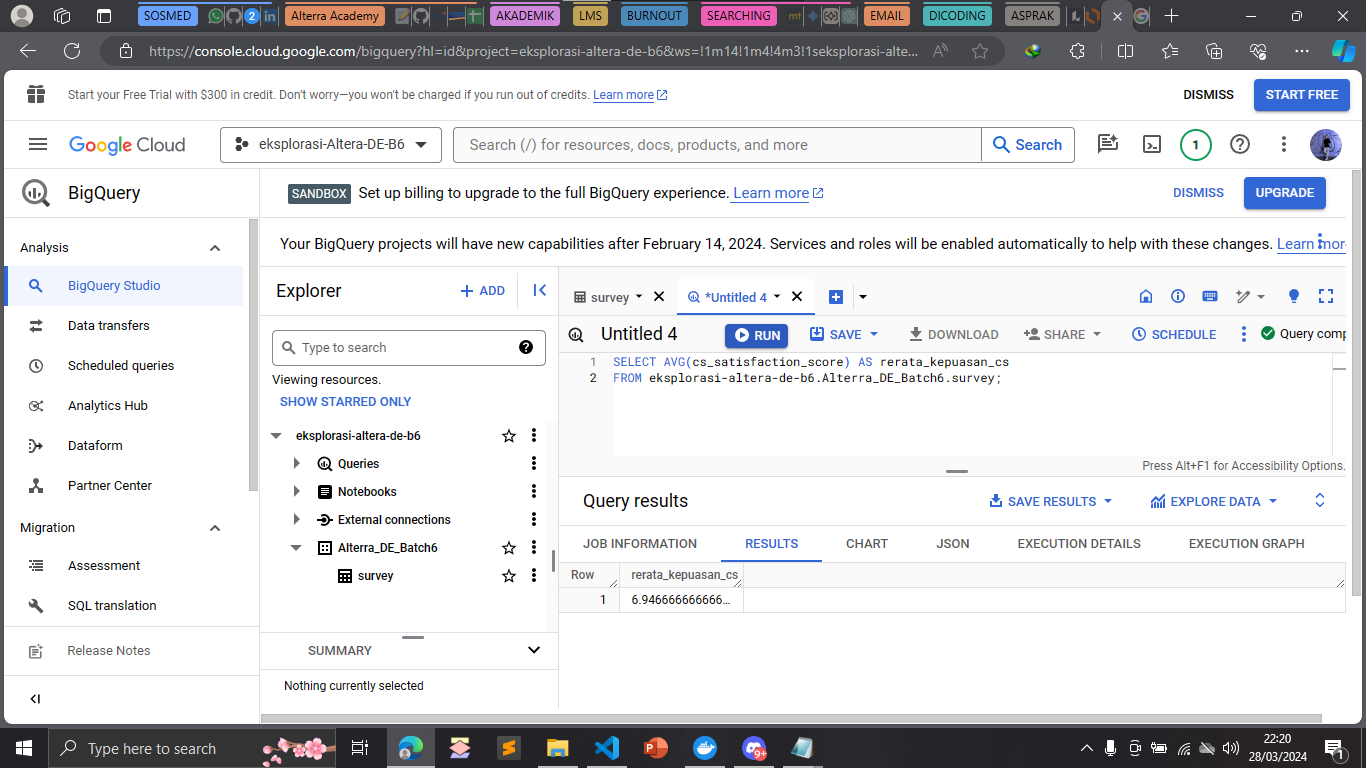 SOSMED
2
Alterra Academy
AKADEMIK
LMS
BURNOUT
SEARCHING
mt
EMAIL
DICODING
ASPRAK
https://console.cloud.google.com/bigquery?hl=id&project=eksplorasi-altera-de-b6&ws=!1m14!1m4!4m3!1seksplorasi-alte...
Start your Free Trial with $300 in credit. Don't worry—you won't be charged if you run out of credits. Learn more
DISMISS
START FREE
Google Cloud
eksplorasi-Altera-DE-B6
Search (/) for resources, docs, products, and more
Search
1
BigQuery
SANDBOX
Set up billing to upgrade to the full BigQuery experience. Learn more
DISMISS
UPGRADE
Your BigQuery projects will have new capabilities after February 14, 2024. Services and roles will be enabled automatically to help with these changes. Learn more
Analysis
BigQuery Studio
Data transfers
Scheduled queries
Analytics Hub
Dataform
Partner Center
Migration
Assessment
SQL translation
Release Notes
Explorer
ADD
Type to search
Viewing resources.
SHOW STARRED ONLY
eksplorasi-altera-de-b6
Queries
Notebooks
External connections
Alterra_DE_Batch6
survey
SUMMARY
Nothing currently selected
survey
*Untitled 4
Untitled 4
RUN
SAVE
DOWNLOAD
SHARE
SCHEDULE
Query comp
1 SELECT AVG(cs_satisfaction_score) AS rerata_kepuasan_cs
2 FROM eksplorasi-altera-de-b6.Alterra_DE_Batch6.survey;
Press Alt+F1 for Accessibility Options.
Query results
SAVE RESULTS
EXPLORE DATA
JOB INFORMATION
RESULTS
CHART
JSON
EXECUTION DETAILS
EXECUTION GRAPH
Row
rerata_kepuasan_cs
1
6.946666666666...
Type here to search
9+
22:20
28/03/2024
1